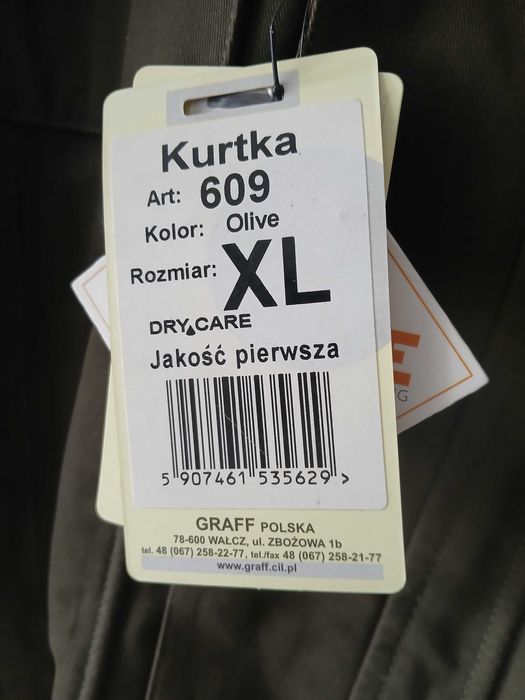 Kurtka
Art: 609
Kolor: Olive
Rozmiar: XL
DRY CARE
Jakość pierwsza
5 907461 535629 >
GRAFF POLSKA
78-600 WAŁCZ, ul. ZBOŻOWA 1b
tel. 48 (067) 258-22-77, tel./fax 48 (067) 258-21-77
www.graff.cil.pl